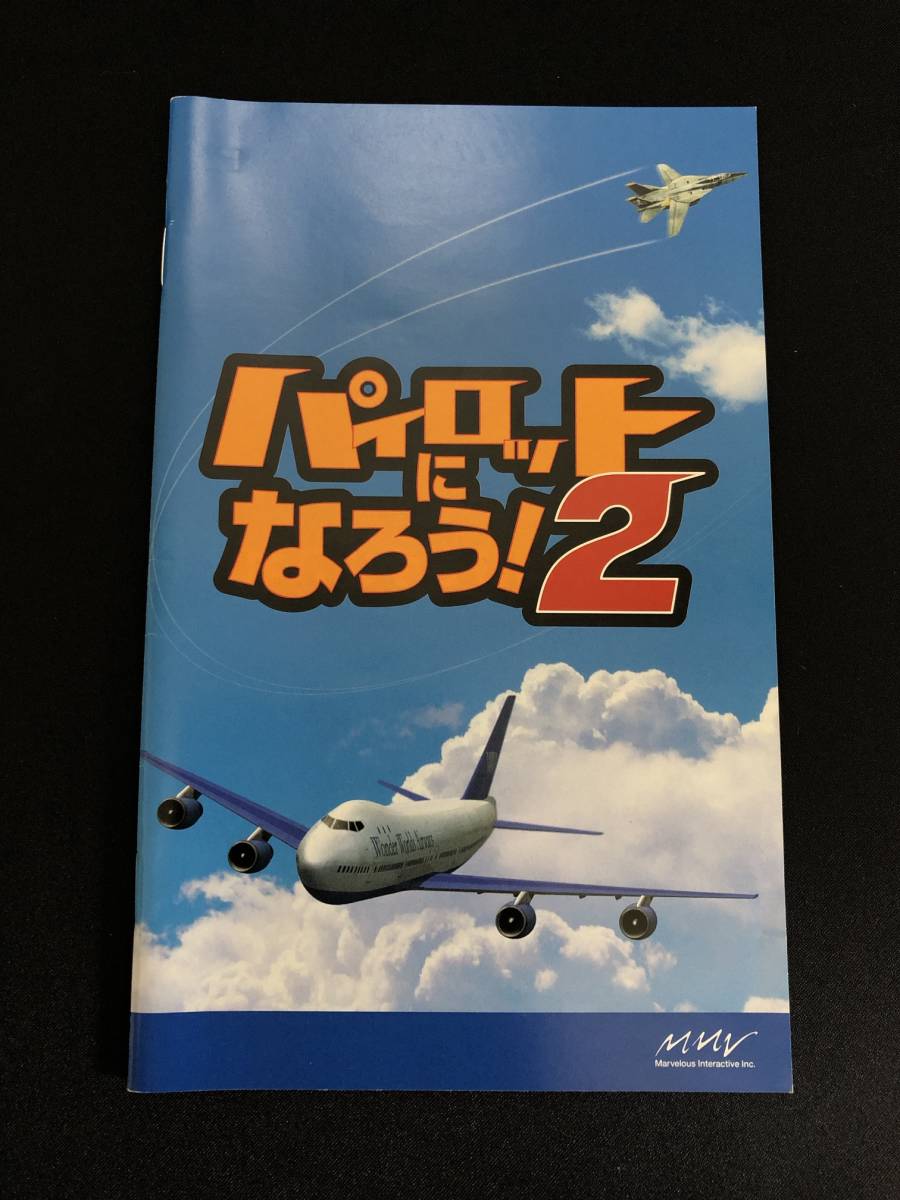 パイロット
に
なろう!2
Wonder World Airways
MMV
Marvelous Interactive Inc.